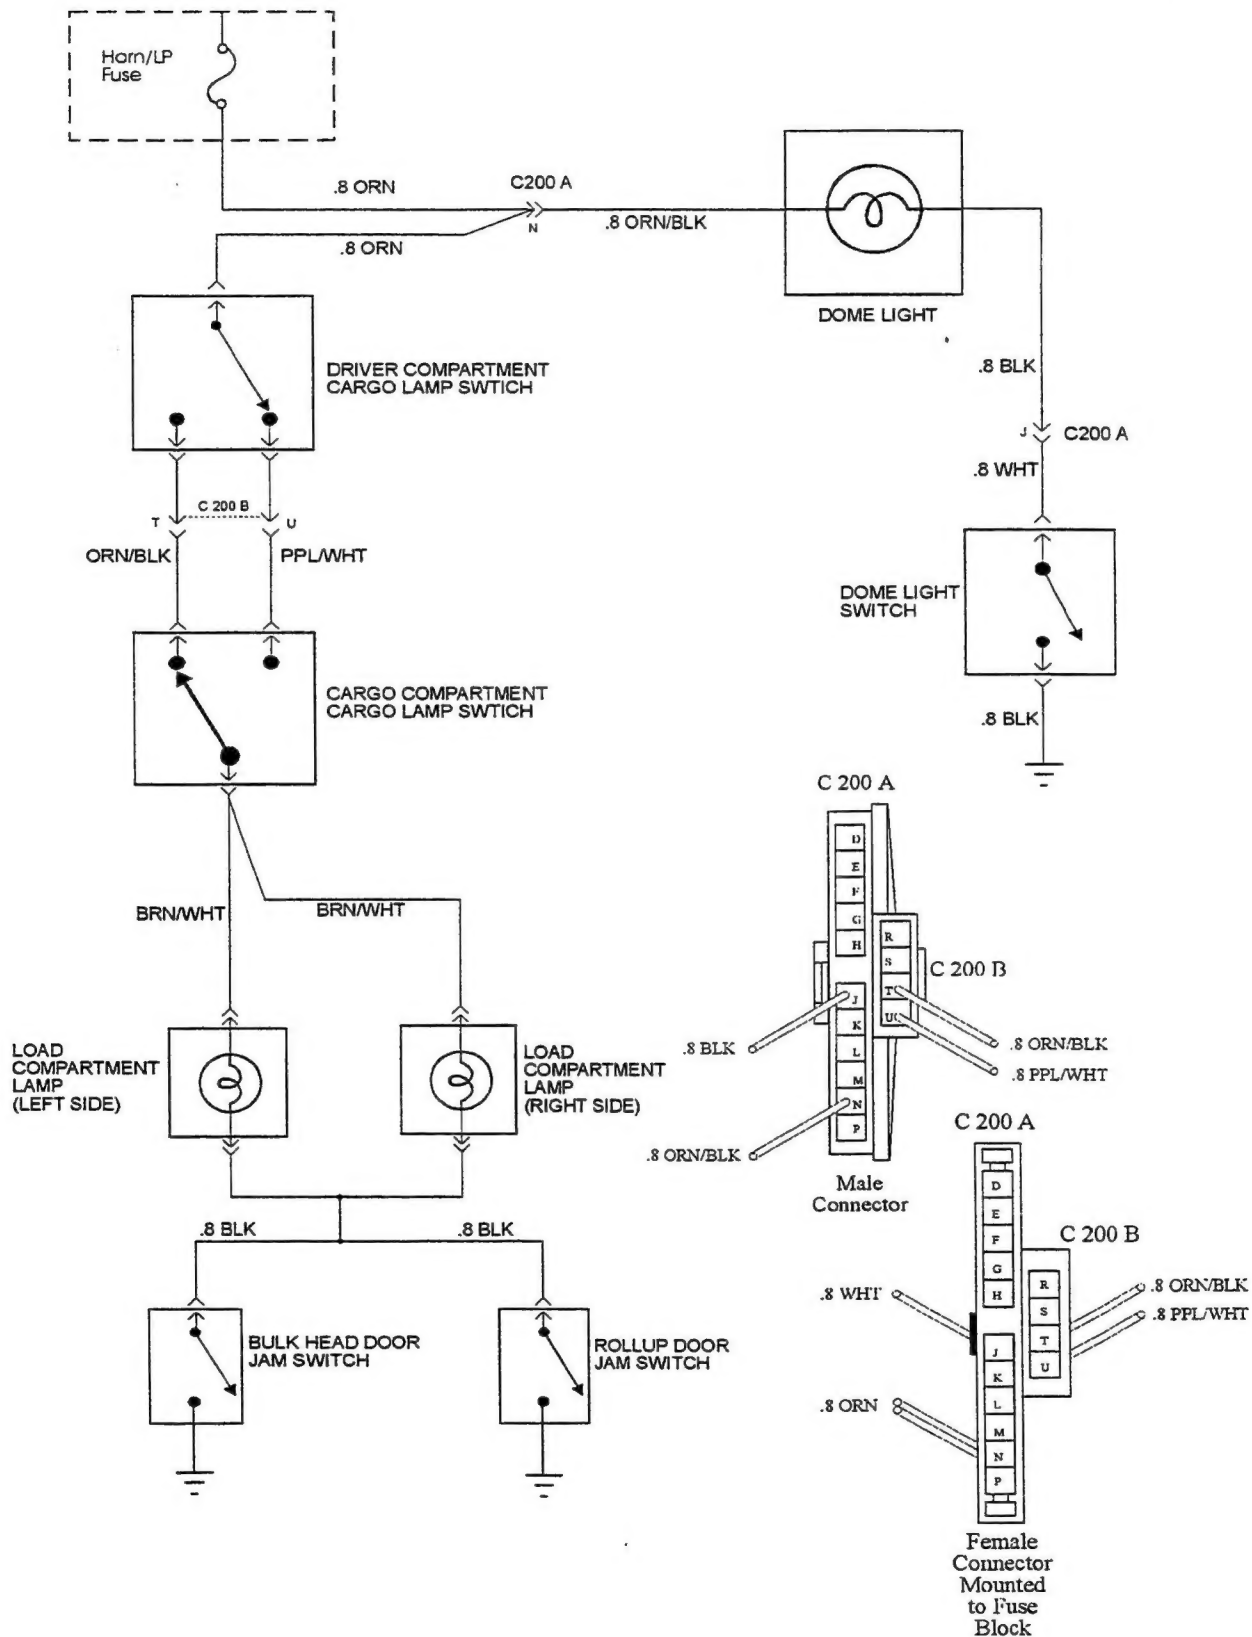 Horn/LP
Fuse
.8 ORN
C200 A
N
.8 ORN/BLK
.8 ORN
DOME LIGHT
DRIVER COMPARTMENT
CARGO LAMP SWTICH
.8 BLK
J
C200 A
.8 WHT
T
C 200 B
U
ORN/BLK
PPL/WHT
DOME LIGHT
SWITCH
CARGO COMPARTMENT
CARGO LAMP SWTICH
.8 BLK
BRN/WHT
BRN/WHT
LOAD
COMPARTMENT
LAMP
(LEFT SIDE)
LOAD
COMPARTMENT
LAMP
(RIGHT SIDE)
.8 BLK
.8 BLK
BULK HEAD DOOR
JAM SWITCH
ROLLUP DOOR
JAM SWITCH
C 200 A
D
E
F
G
H
J
K
L
M
N
P
R
S
T
U
C 200 B
.8 BLK
.8 ORN/BLK
.8 PPL/WHT
.8 ORN/BLK
Male
Connector
C 200 A
D
E
F
G
H
J
K
L
M
N
P
C 200 B
R
S
T
U
.8 WHT
.8 ORN/BLK
.8 PPL/WHT
.8 ORN
Female
Connector
Mounted
to Fuse
Block